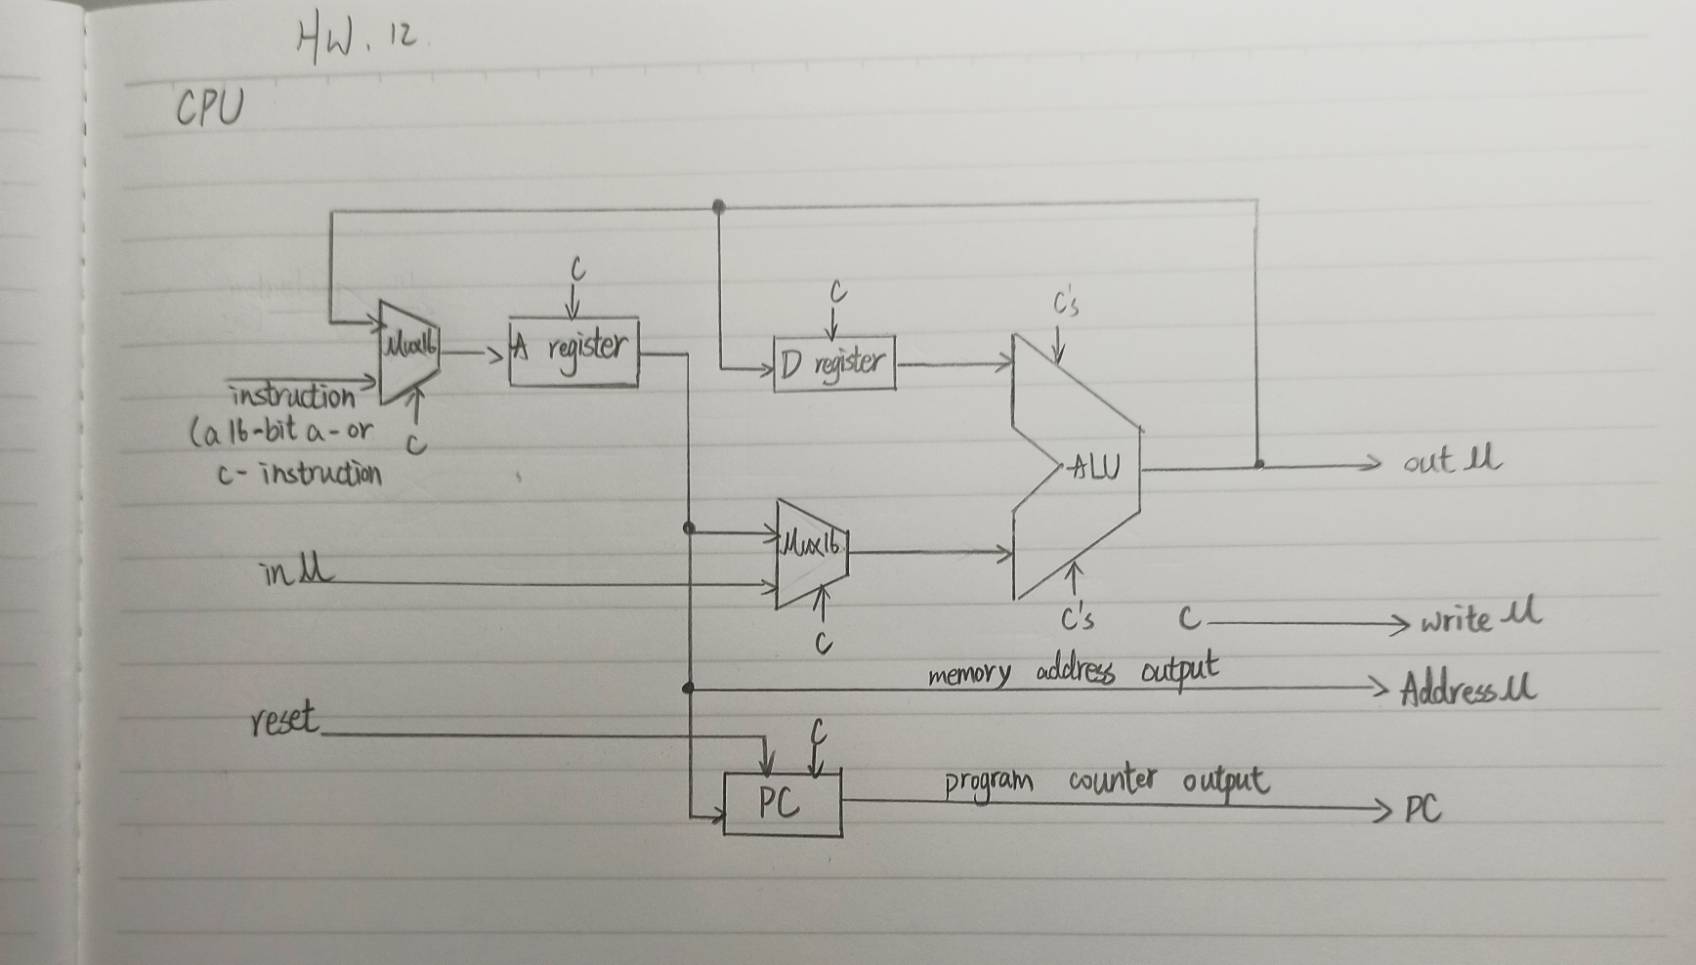 HW. 12.
CPU
C
C
C's
Mux16
A register
D register
instruction
(a 16-bit a- or
c- instruction
C
ALU
out M
Mux16
in M
C
C's
C
write M
memory address output
Address M
reset
C
program counter output
PC
PC